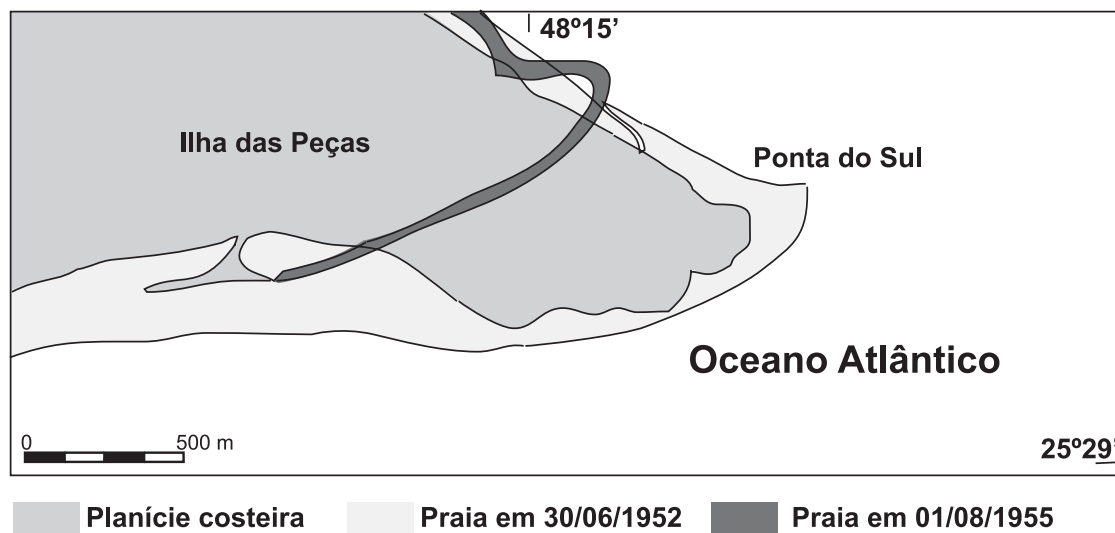 48º15’
Ilha das Peças
Ponta do Sul
Oceano Atlântico
0 500 m
25º29’
Planície costeira
Praia em 30/06/1952
Praia em 01/08/1955